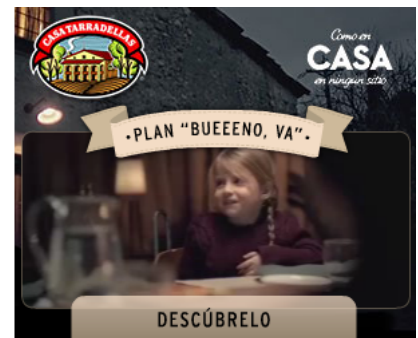 CASA TARRADELLAS
Como en
CASA
en ningún sitio
·PLAN "BUEEENO, VA"·
DESCÚBRELO